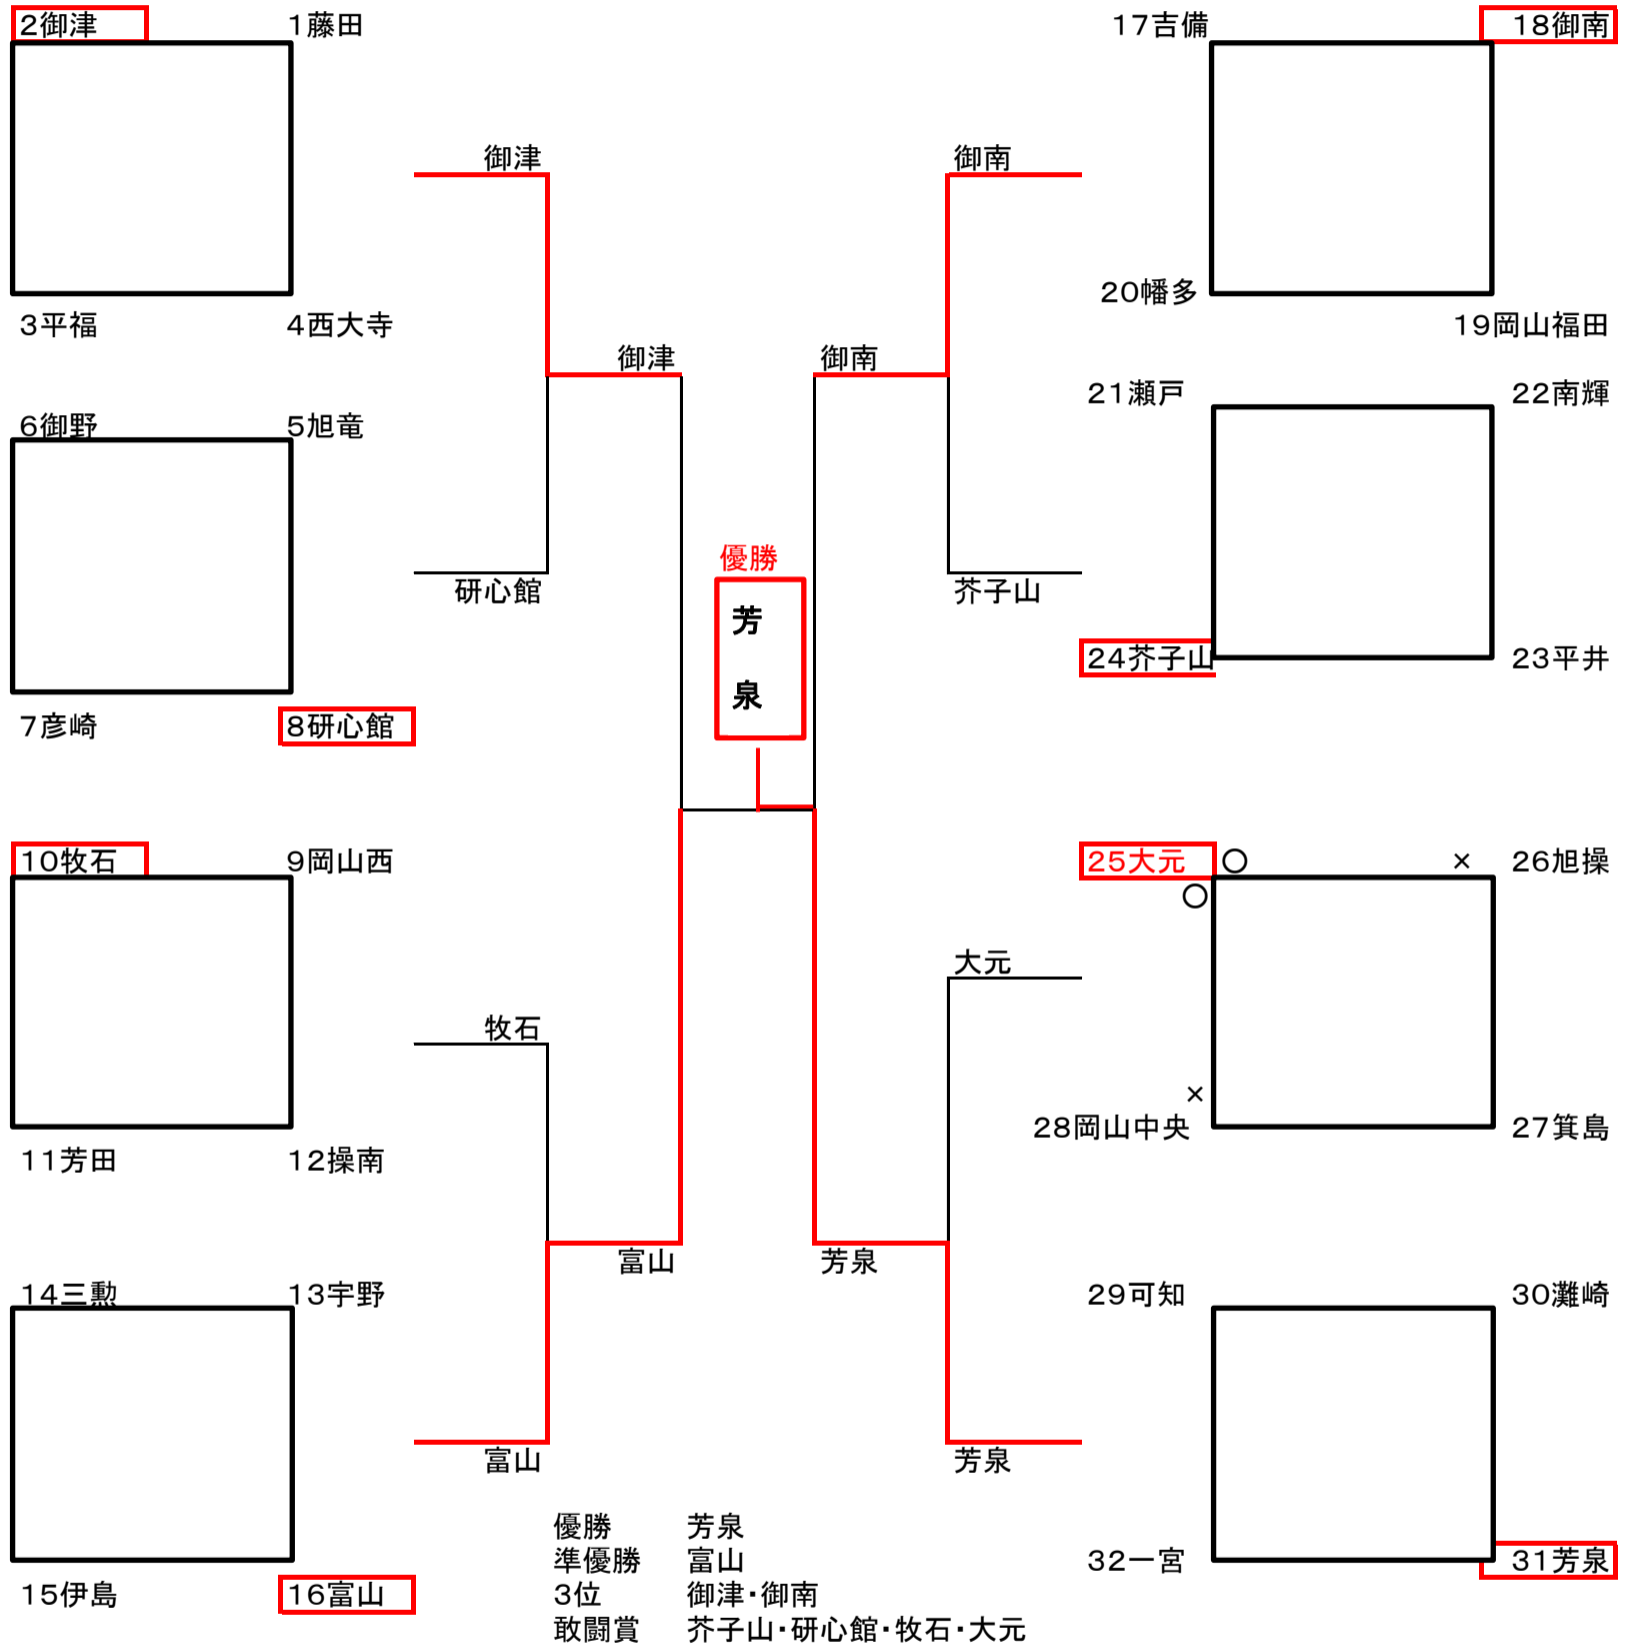 2御津 1藤田 17吉備 18御南
御津 御南
20幡多
3平福 4西大寺 19岡山福田
御津 御南
21瀬戸 22南輝
6御野 5旭竜
優勝
研心館 芥子山
芳
24芥子山 23平井
泉
7彦崎 8研心館
10牧石 9岡山西 25大元 ○ × 26旭操
○
大元
牧石
×
28岡山中央 27箕島
11芳田 12操南
富山 芳泉
14三勲 13宇野 29可知 30灘崎
富山 芳泉
優勝 芳泉
準優勝 富山 32一宮 31芳泉
15伊島 16富山 3位 御津・御南
敢闘賞 芥子山・研心館・牧石・大元